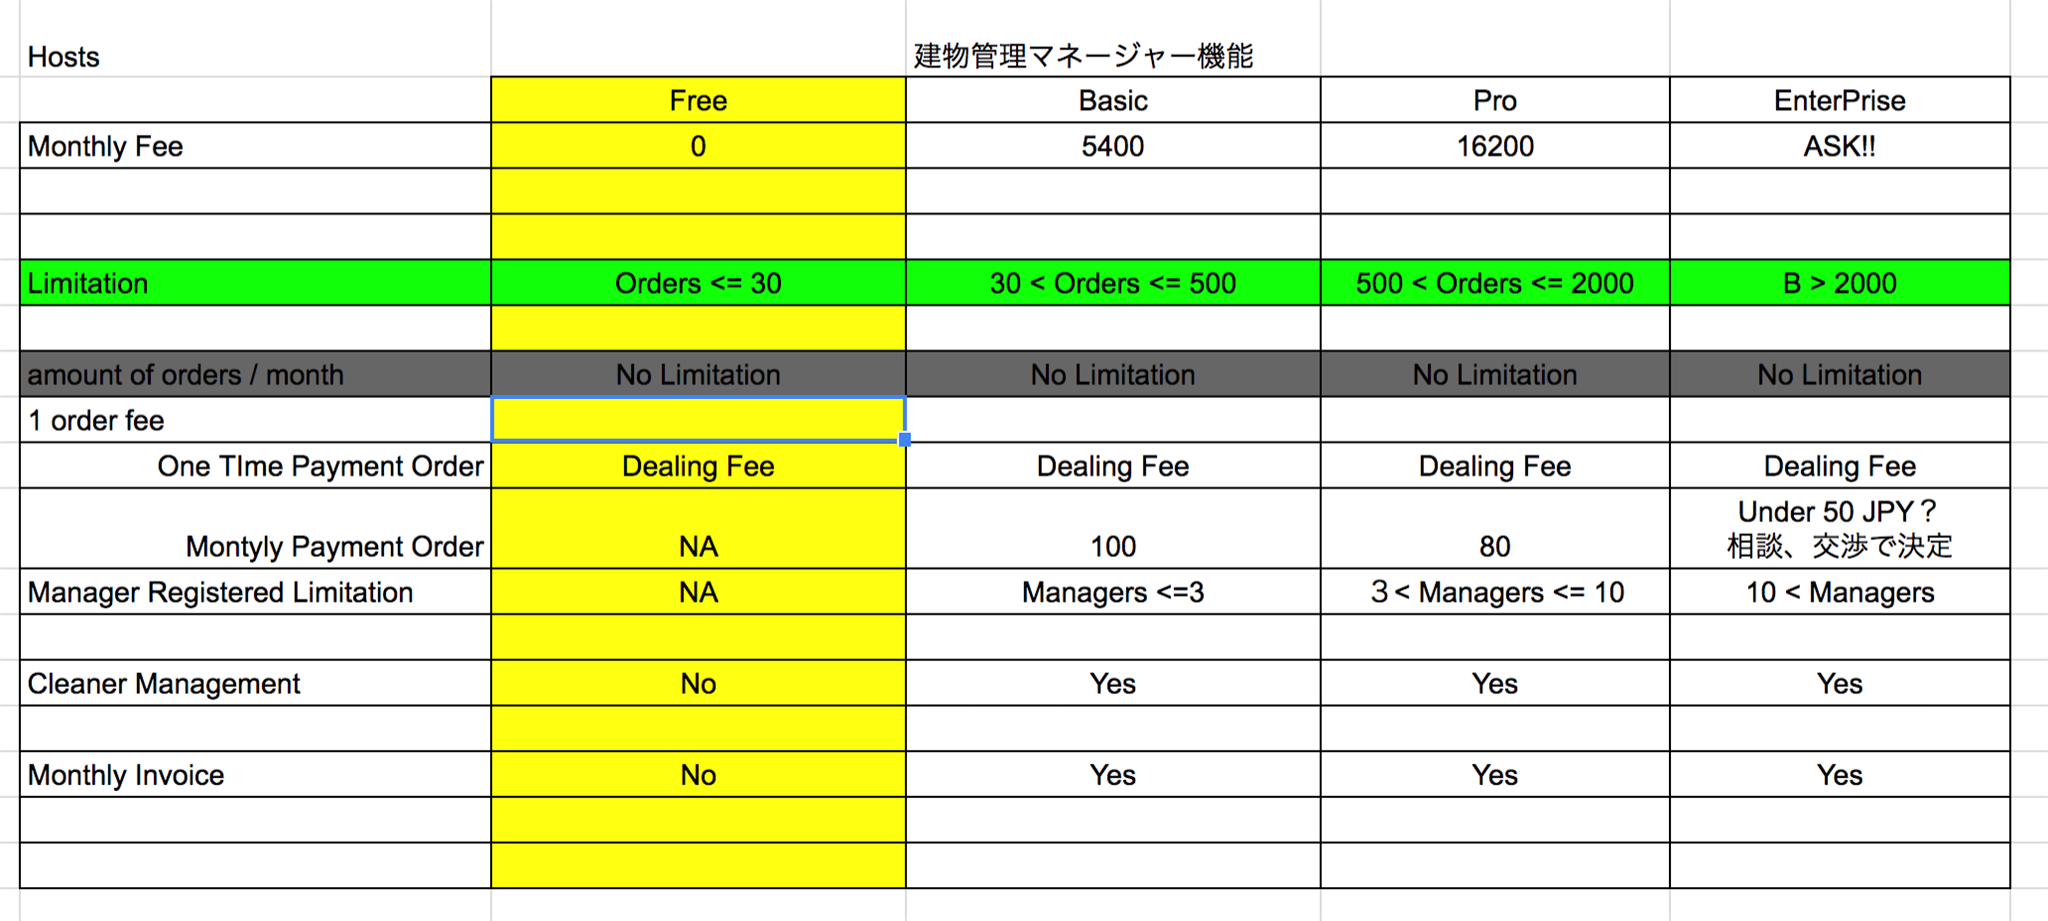 Hosts 建物管理マネージャー機能
Free Basic Pro EnterPrise
Monthly Fee 0 5400 16200 ASK!!
Limitation Orders <= 30 30 < Orders <= 500 500 < Orders <= 2000 B > 2000
amount of orders / month No Limitation No Limitation No Limitation No Limitation
1 order fee
One TIme Payment Order Dealing Fee Dealing Fee Dealing Fee Dealing Fee
Montyly Payment Order NA 100 80 Under 50 JPY？
相談、交渉で決定
Manager Registered Limitation NA Managers <=3 ３< Managers <= 10 10 < Managers
Cleaner Management No Yes Yes Yes
Monthly Invoice No Yes Yes Yes